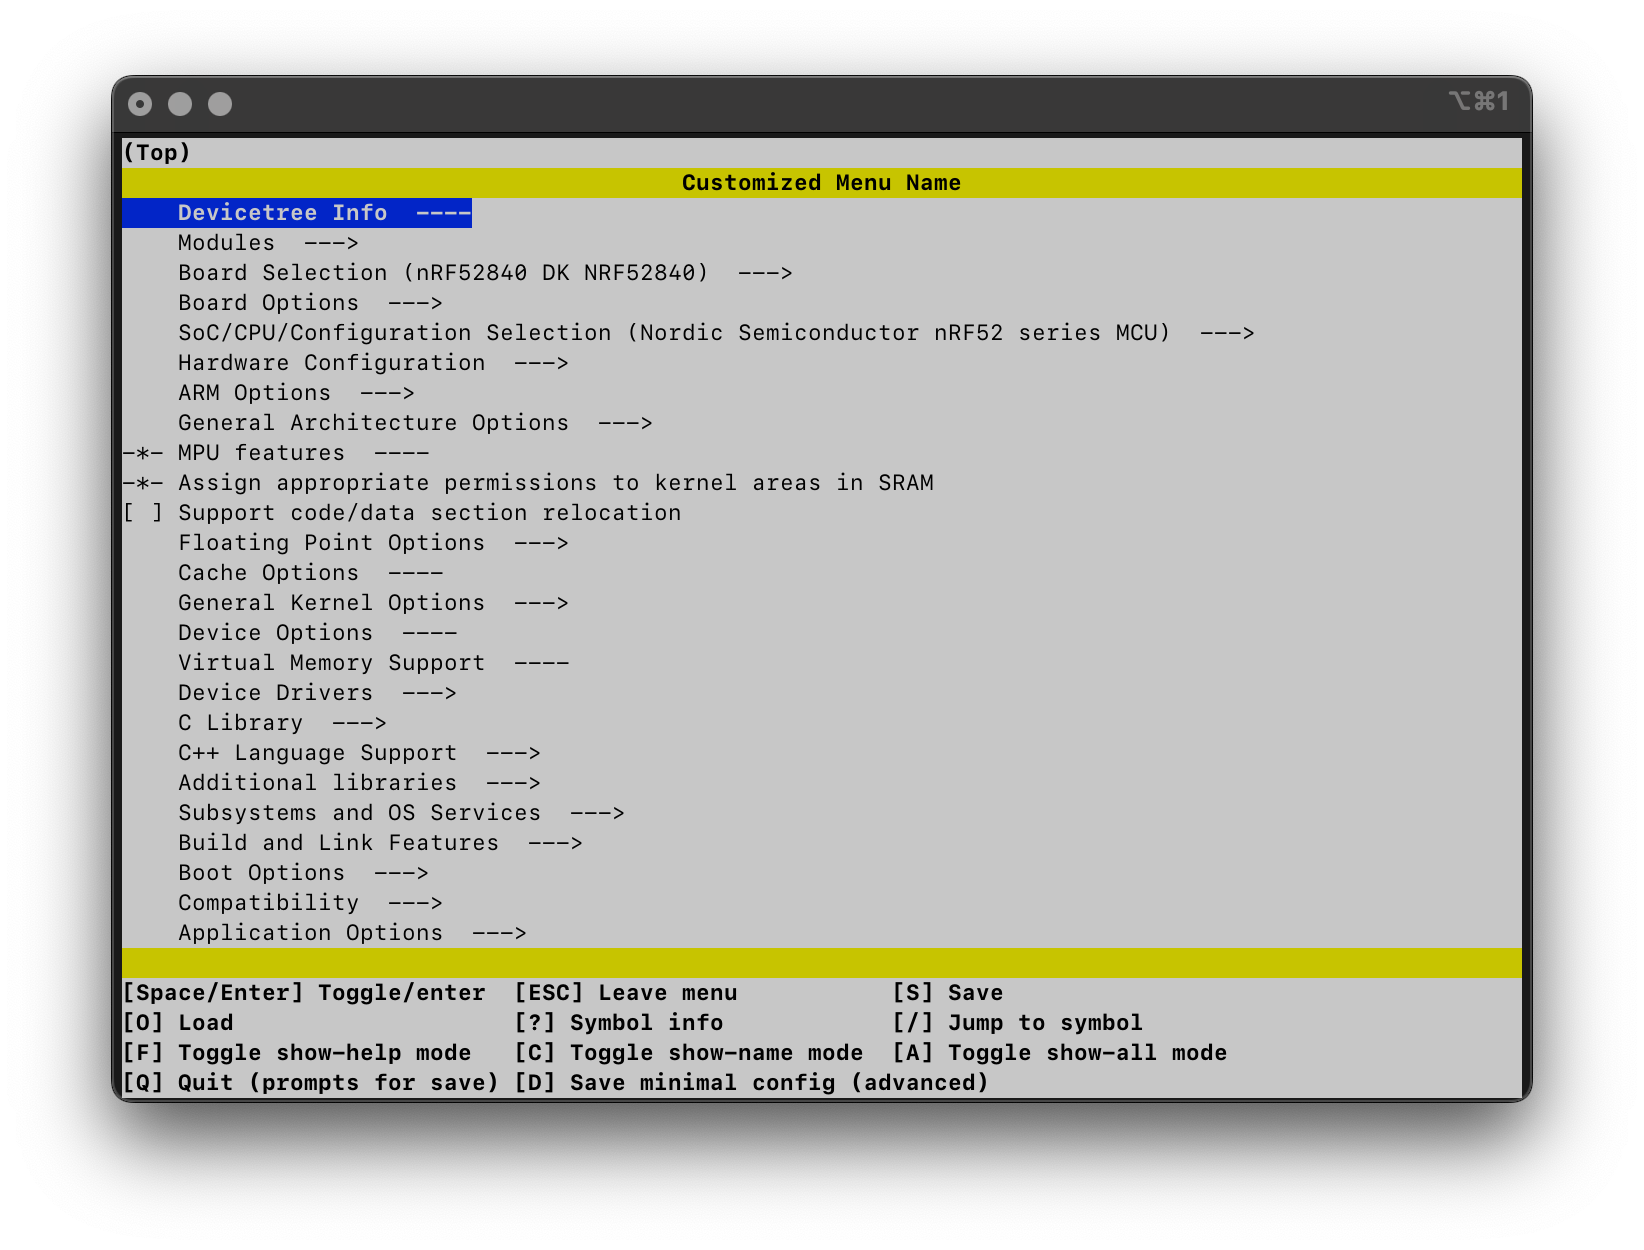 ⌥⌘1
(Top)
Customized Menu Name
Devicetree Info  ----
Modules  --->
Board Selection (nRF52840 DK NRF52840)  --->
Board Options  --->
SoC/CPU/Configuration Selection (Nordic Semiconductor nRF52 series MCU)  --->
Hardware Configuration  --->
ARM Options  --->
General Architecture Options  --->
-*- MPU features  ----
-*- Assign appropriate permissions to kernel areas in SRAM
[ ] Support code/data section relocation
Floating Point Options  --->
Cache Options  ----
General Kernel Options  --->
Device Options  ----
Virtual Memory Support  ----
Device Drivers  --->
C Library  --->
C++ Language Support  --->
Additional libraries  --->
Subsystems and OS Services  --->
Build and Link Features  --->
Boot Options  --->
Compatibility  --->
Application Options  --->
[Space/Enter] Toggle/enter  [ESC] Leave menu           [S] Save
[O] Load                    [?] Symbol info            [/] Jump to symbol
[F] Toggle show-help mode   [C] Toggle show-name mode  [A] Toggle show-all mode
[Q] Quit (prompts for save) [D] Save minimal config (advanced)